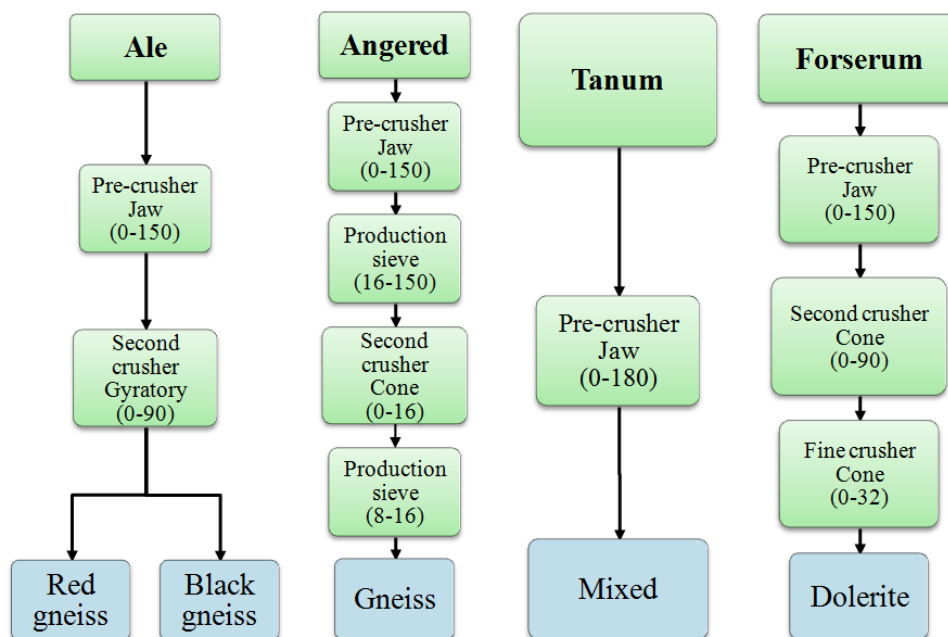 Ale
Pre-crusher
Jaw
(0-150)
Second
crusher
Gyratory
(0-90)
Red
gneiss
Black
gneiss
Angered
Pre-crusher
Jaw
(0-150)
Production
sieve
(16-150)
Second
crusher
Cone
(0-16)
Production
sieve
(8-16)
Gneiss
Tanum
Pre-crusher
Jaw
(0-180)
Mixed
Forserum
Pre-crusher
Jaw
(0-150)
Second crusher
Cone
(0-90)
Fine crusher
Cone
(0-32)
Dolerite